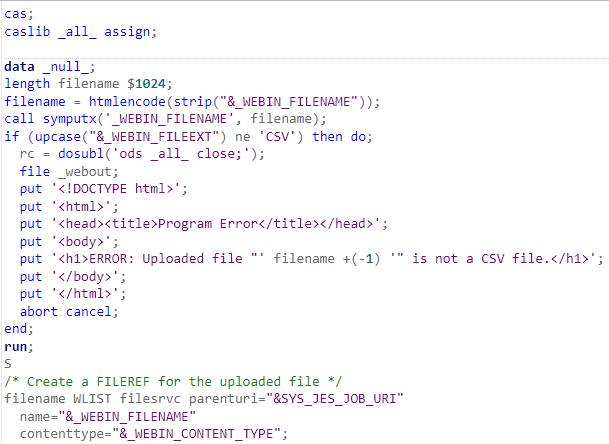 cas;
caslib _all_ assign;
data _null_;
length filename $1024;
filename = htmlencode(strip("&_WEBIN_FILENAME"));
call symputx('_WEBIN_FILENAME', filename);
if (upcase("&_WEBIN_FILEEXT") ne 'CSV') then do;
  rc = dosubl('ods _all_ close;');
  file _webout;
  put '<!DOCTYPE html>';
  put '<html>';
  put '<head><title>Program Error</title></head>';
  put '<body>';
  put '<h1>ERROR: Uploaded file "' filename +(-1) '" is not a CSV file.</h1>';
  put '</body>';
  put '</html>';
  abort cancel;
end;
run;
S
/* Create a FILEREF for the uploaded file */
filename WLIST filesrvc parenturi="&SYS_JES_JOB_URI"
  name="&_WEBIN_FILENAME"
  contenttype="&_WEBIN_CONTENT_TYPE";